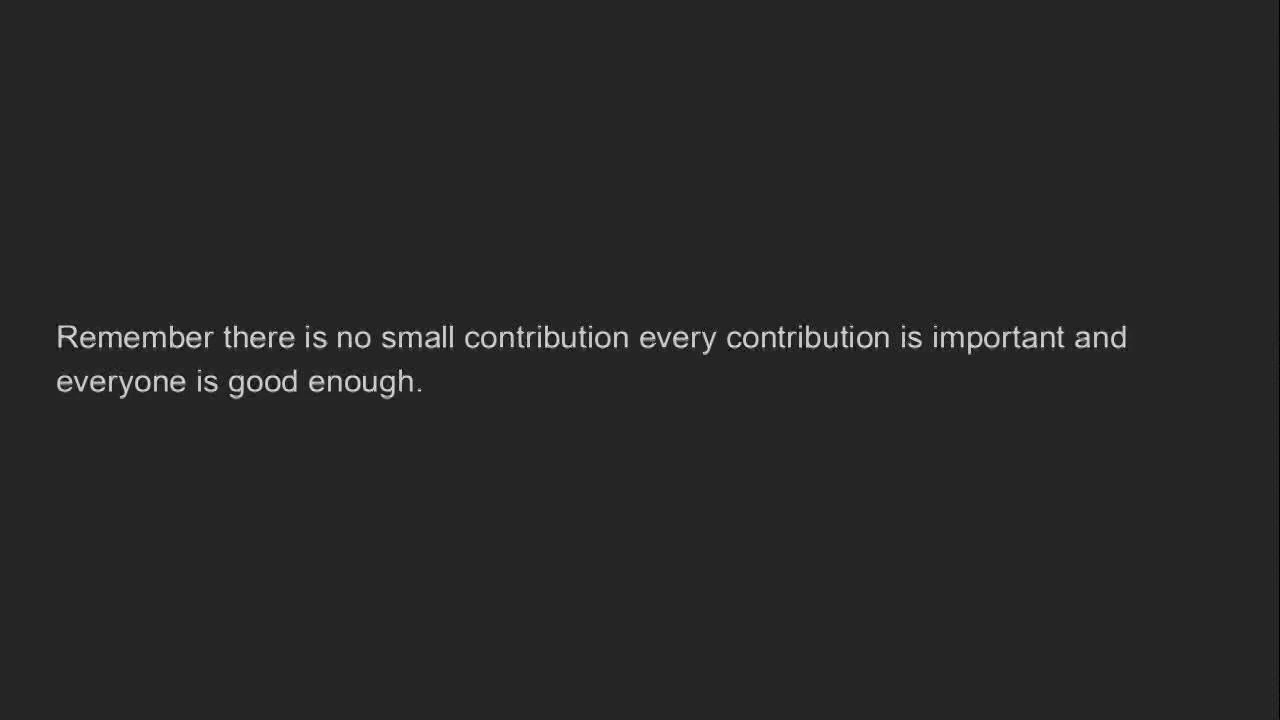 Remember there is no small contribution every contribution is important and
everyone is good enough.